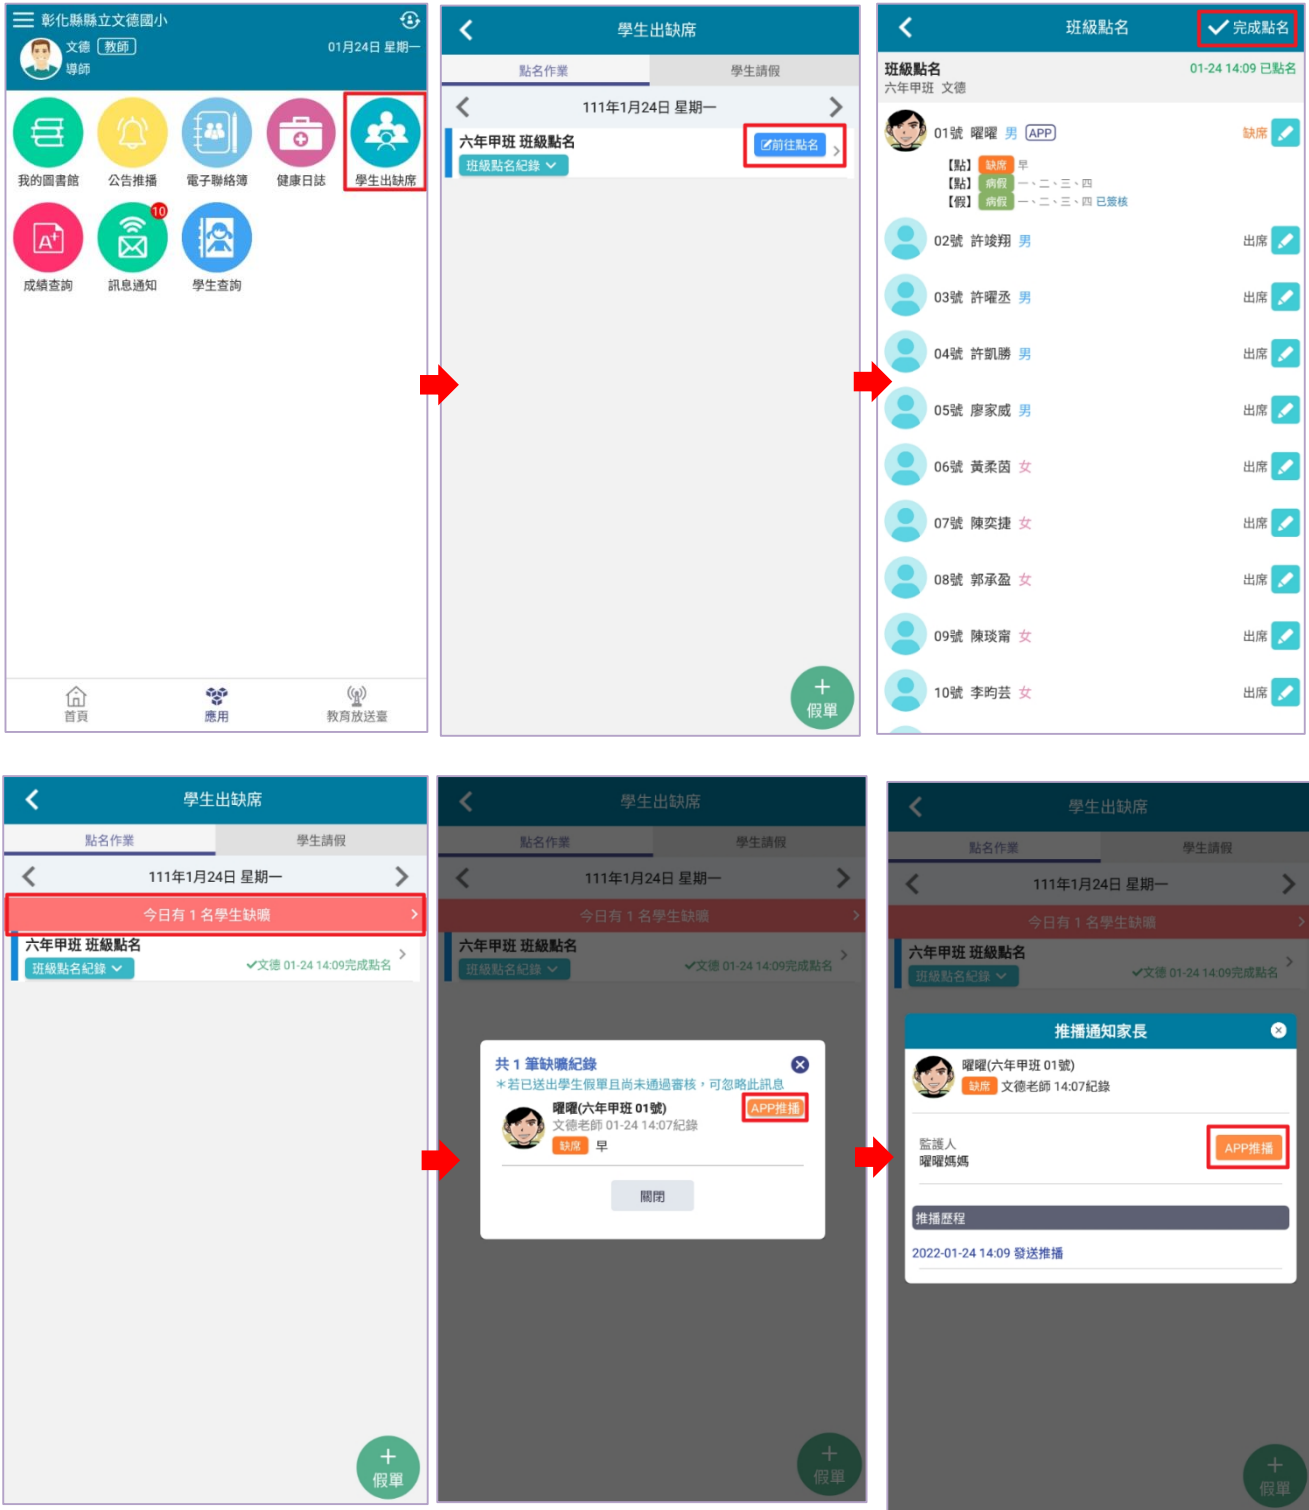 彰化縣縣立文德國小
文德 教師
導師
01月24日 星期一
我的圖書館
公告推播
電子聯絡簿
健康日誌
學生出缺席
10
A+
成績查詢
訊息通知
學生查詢
首頁
應用
教育放送臺
學生出缺席
點名作業
學生請假
111年1月24日 星期一
六年甲班 班級點名
班級點名紀錄
前往點名
+
假單
班級點名
完成點名
班級點名
01-24 14:09 已點名
六年甲班 文德
01號 曜曜 男 APP
缺席
【點】 缺席 早
【點】 病假 一、二、三、四
【假】 病假 一、二、三、四 已簽核
02號 許竣翔 男
出席
03號 許曜丞 男
出席
04號 許凱勝 男
出席
05號 廖家威 男
出席
06號 黃柔茵 女
出席
07號 陳奕捷 女
出席
08號 郭承盈 女
出席
09號 陳琰甯 女
出席
10號 李昀芸 女
出席
學生出缺席
點名作業
學生請假
111年1月24日 星期一
今日有 1 名學生缺曠
六年甲班 班級點名
班級點名紀錄
文德 01-24 14:09完成點名
+
假單
學生出缺席
點名作業
學生請假
111年1月24日 星期一
今日有 1 名學生缺曠
六年甲班 班級點名
班級點名紀錄
文德 01-24 14:09完成點名
共 1 筆缺曠紀錄
＊若已送出學生假單且尚未通過審核，可忽略此訊息
曜曜(六年甲班 01號)
APP推播
文德老師 01-24 14:07紀錄
缺席 早
關閉
+
假單
學生出缺席
點名作業
學生請假
111年1月24日 星期一
今日有 1 名學生缺曠
六年甲班 班級點名
班級點名紀錄
文德 01-24 14:09完成點名
推播通知家長
曜曜(六年甲班 01號)
缺席 文德老師 14:07紀錄
監護人
曜曜媽媽
APP推播
推播歷程
2022-01-24 14:09 發送推播
+
假單